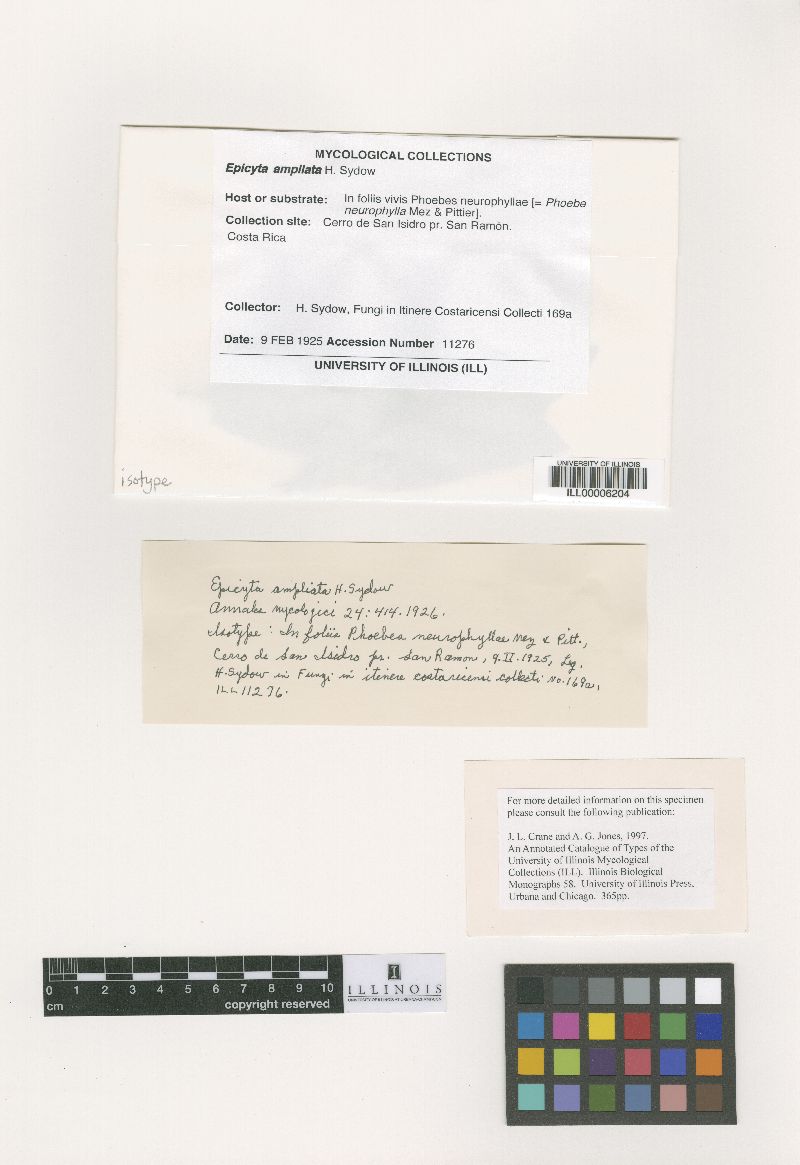 MYCOLOGICAL COLLECTIONS
Epicyta ampliata H. Sydow
Host or substrate: In foliis vivis Phoebes neurophyllae [= Phoebe
neurophylla Mez & Pittier].
Collection site: Cerro de San Isidro pr. San Ramón.
Costa Rica
Collector: H. Sydow, Fungi in Itinere Costaricensi Collecti 169a
Date: 9 FEB 1925 Accession Number 11276
UNIVERSITY OF ILLINOIS (ILL)
isotype
UNIVERSITY OF ILLINOIS
ILL00006204
Epicyta ampliata H. Sydow
Annales mycologici 24: 414. 1926.
Isotype: In foliis Phoebes neurophyllae Mez & Pitt.,
Cerro de San Isidro pr. San Ramon, 9.II.1925, Leg.
H. Sydow in Fungi in itinere costaricensi collecti No. 169a,
ILL 11276.
For more detailed information on this specimen
please consult the following publication:
J. L. Crane and A. G. Jones, 1997.
An Annotated Catalogue of Types of the
University of Illinois Mycological
Collections (ILL). Illinois Biological
Monographs 58. University of Illinois Press,
Urbana and Chicago. 365pp.
0 1 2 3 4 5 6 7 8 9 10
cm copyright reserved
I
ILLINOIS
UNIVERSITY OF ILLINOIS AT URBANA-CHAMPAIGN